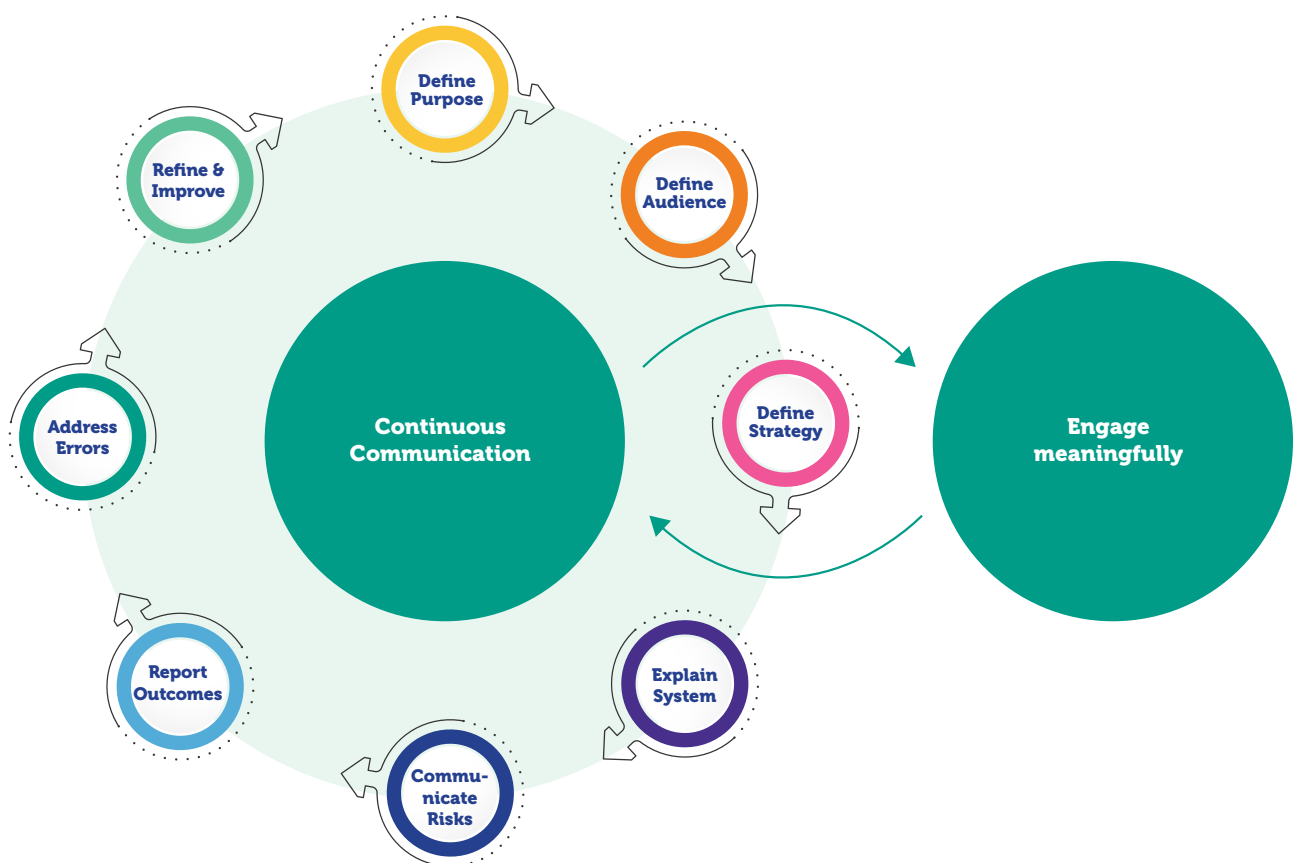 Define
Purpose
Define
Audience
Refine &
Improve
Define
Strategy
Continuous
Communication
Engage
meaningfully
Address
Errors
Explain
System
Report
Outcomes
Commu-
nicate
Risks